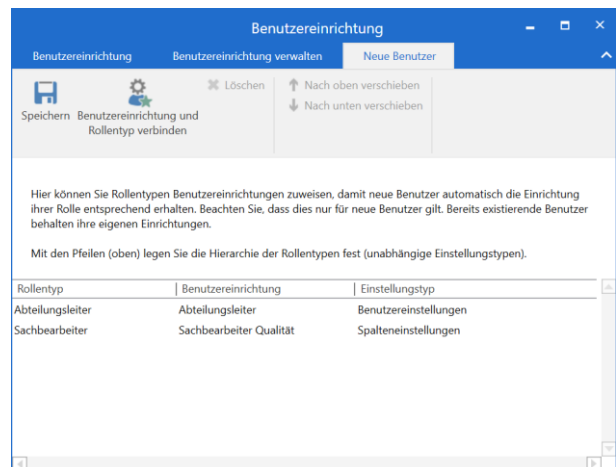 Benutzereinrichtung
Benutzereinrichtung Benutzereinrichtung verwalten Neue Benutzer
Speichern Benutzereinrichtung und
Rollentyp verbinden
Löschen
Nach oben verschieben
Nach unten verschieben
Hier können Sie Rollentypen Benutzereinrichtungen zuweisen, damit neue Benutzer automatisch die Einrichtung
ihrer Rolle entsprechend erhalten. Beachten Sie, dass dies nur für neue Benutzer gilt. Bereits existierende Benutzer
behalten ihre eigenen Einrichtungen.
Mit den Pfeilen (oben) legen Sie die Hierarchie der Rollentypen fest (unabhängige Einstellungstypen).
Rollentyp Benutzereinrichtung Einstellungstyp
Abteilungsleiter Abteilungsleiter Benutzereinstellungen
Sachbearbeiter Sachbearbeiter Qualität Spalteneinstellungen